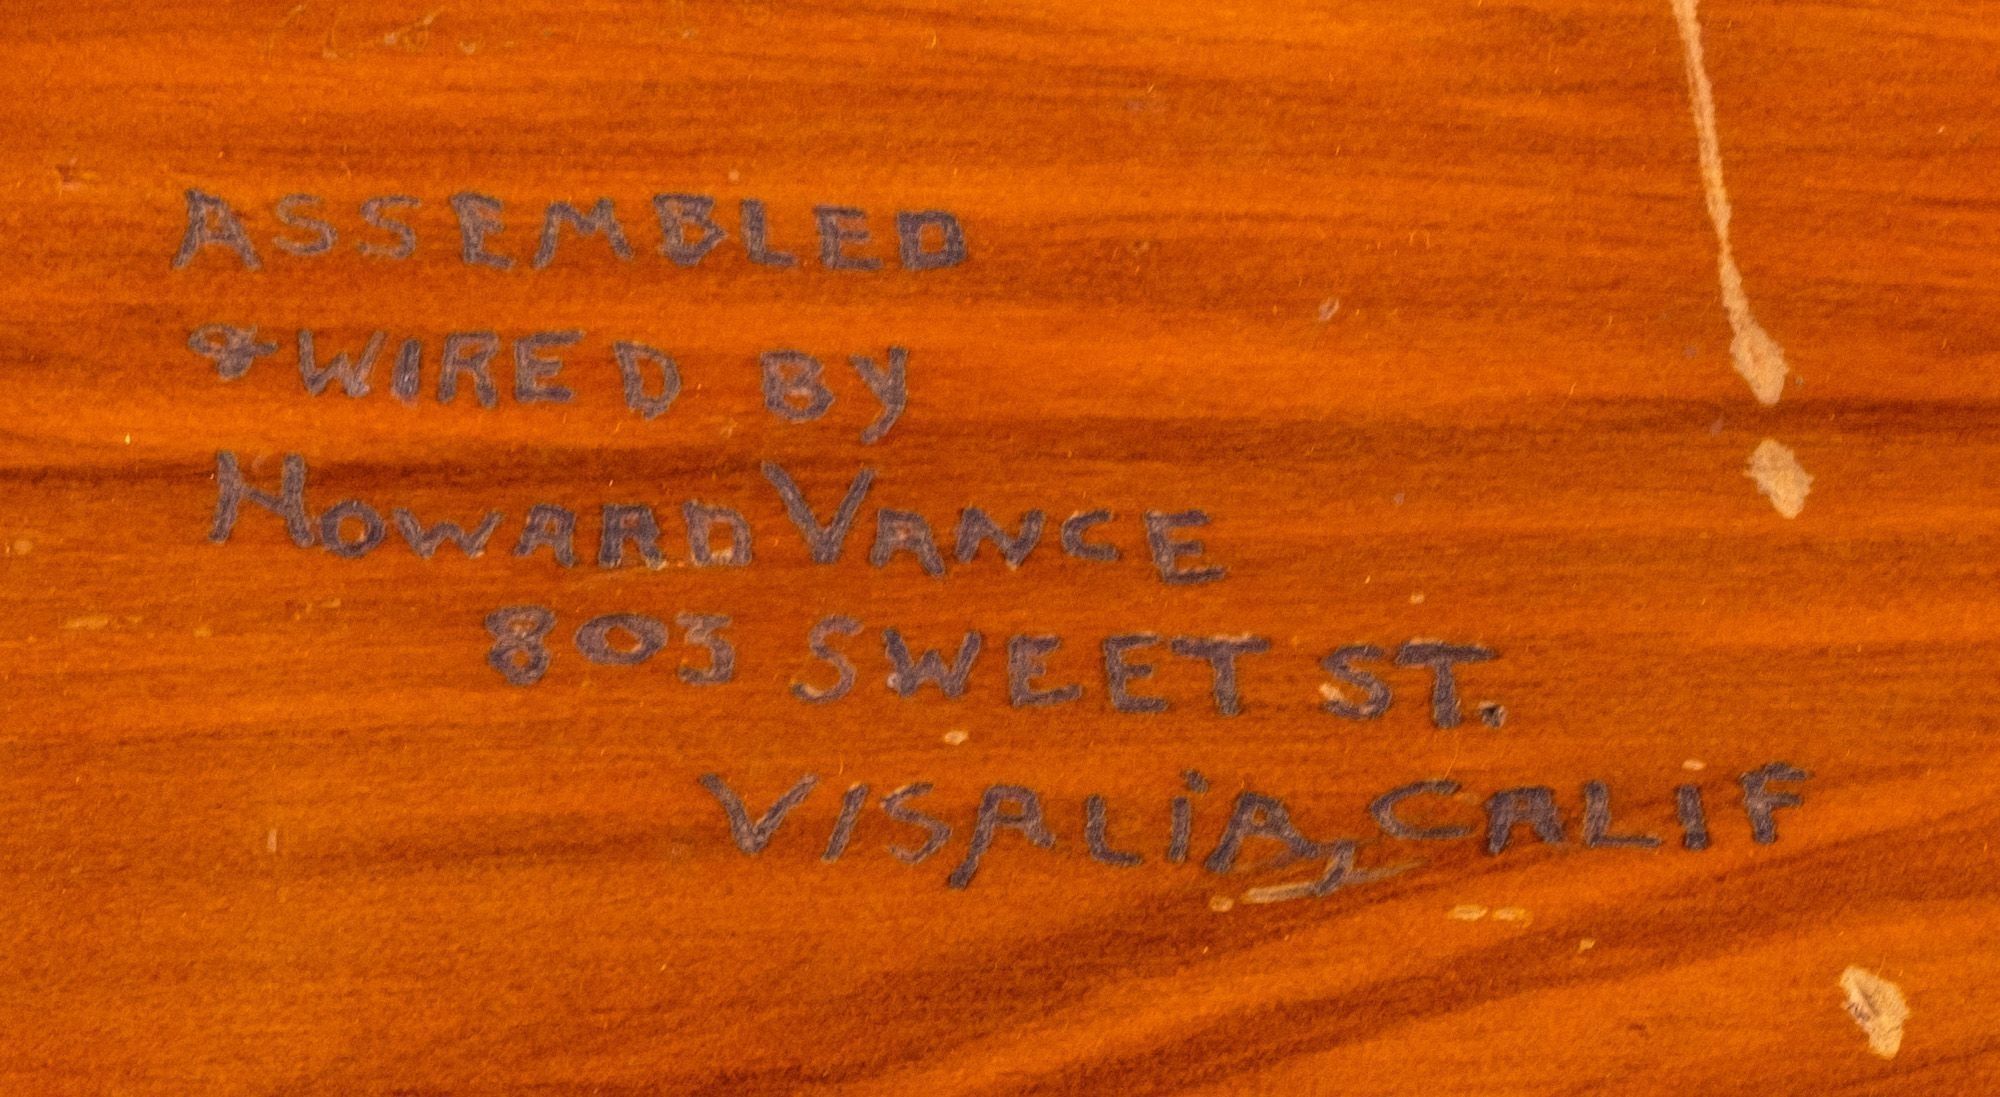 ASSEMBLED
& WIRED BY
HOWARD VANCE
803 SWEET ST.
VISALIA, CALIF